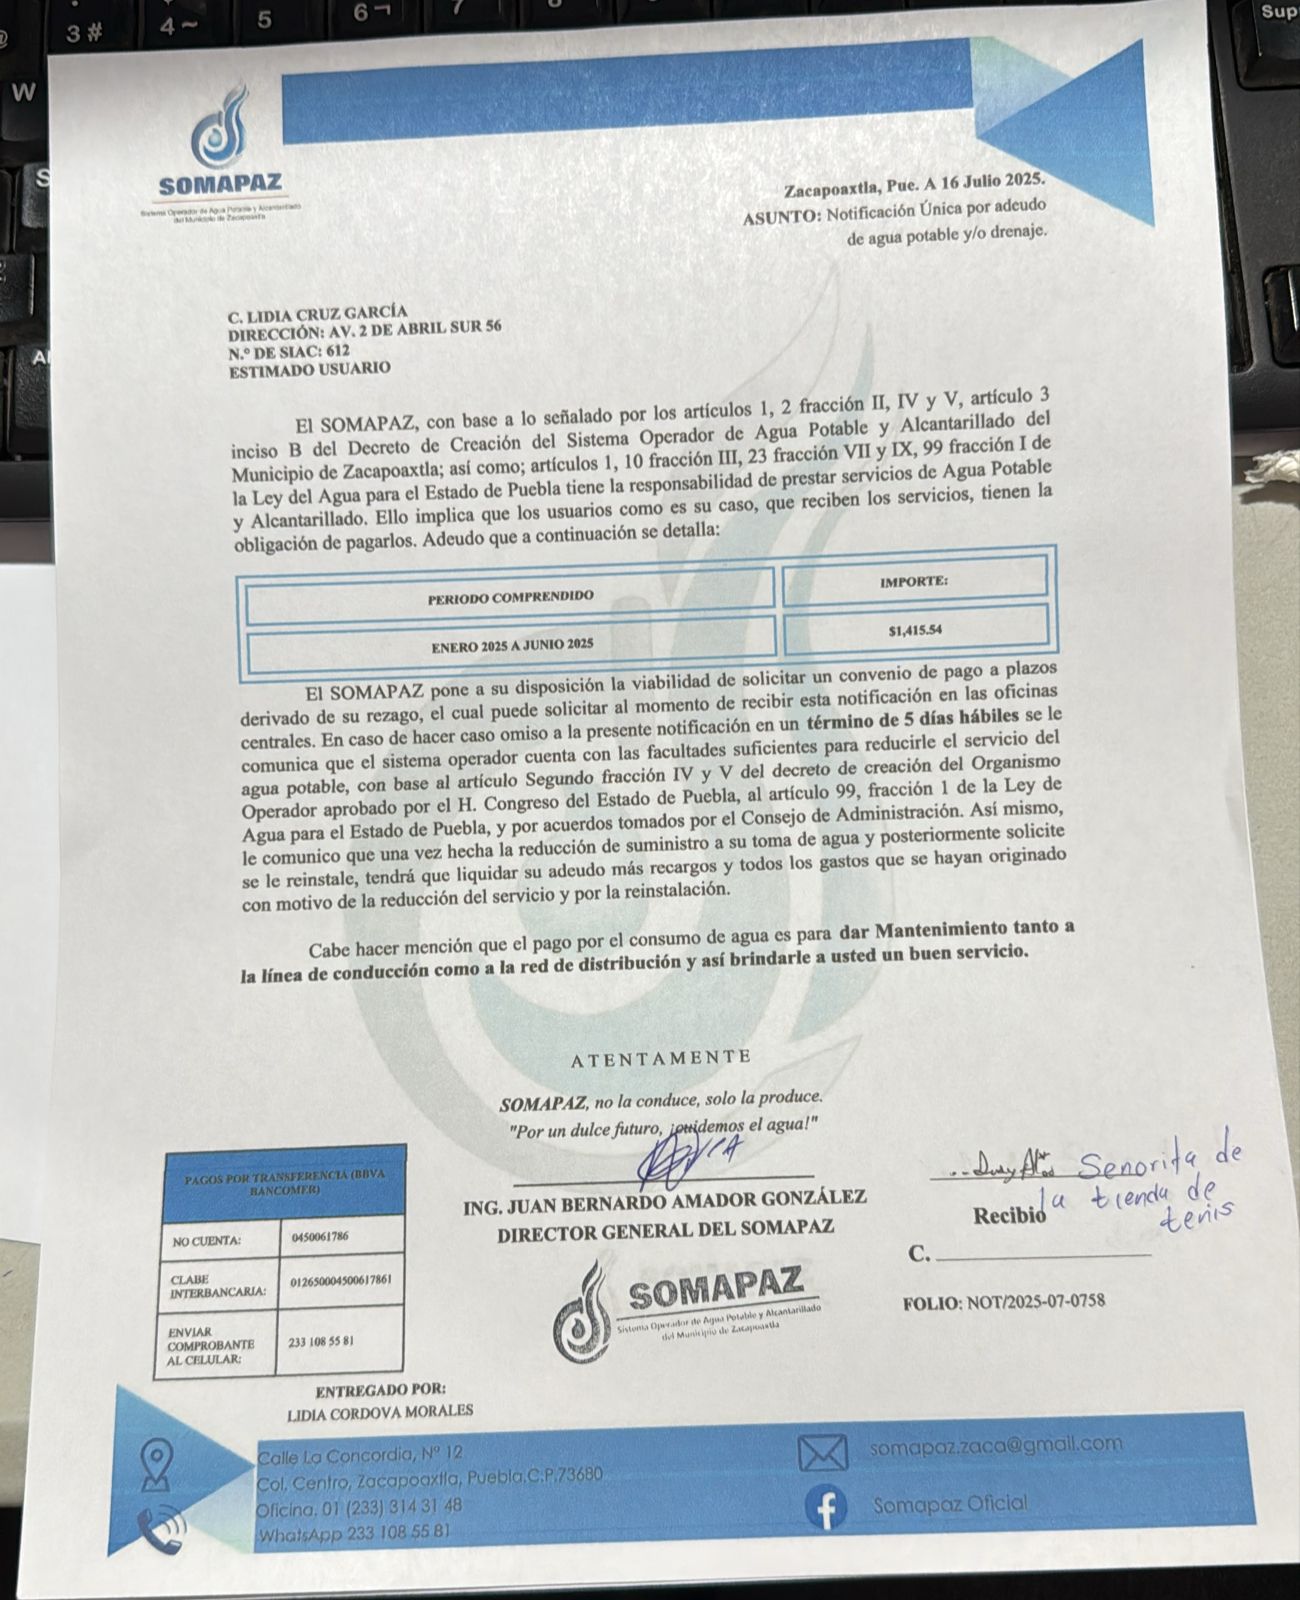 SOMAPAZ
Sistema Operador de Agua Potable y Alcantarillado
del Municipio de Zacapoaxtla
Zacapoaxtla, Pue. A 16 Julio 2025.
ASUNTO: Notificación Única por adeudo
de agua potable y/o drenaje.
C. LIDIA CRUZ GARCÍA
DIRECCIÓN: AV. 2 DE ABRIL SUR 56
N.º DE SIAC: 612
ESTIMADO USUARIO
El SOMAPAZ, con base a lo señalado por los artículos 1, 2 fracción II, IV y V, artículo 3
inciso B del Decreto de Creación del Sistema Operador de Agua Potable y Alcantarillado del
Municipio de Zacapoaxtla; así como; artículos 1, 10 fracción III, 23 fracción VII y IX, 99 fracción I de
la Ley del Agua para el Estado de Puebla tiene la responsabilidad de prestar servicios de Agua Potable
y Alcantarillado. Ello implica que los usuarios como es su caso, que reciben los servicios, tienen la
obligación de pagarlos. Adeudo que a continuación se detalla:
PERIODO COMPRENDIDO
IMPORTE:
ENERO 2025 A JUNIO 2025
$1,415.54
El SOMAPAZ pone a su disposición la viabilidad de solicitar un convenio de pago a plazos
derivado de su rezago, el cual puede solicitar al momento de recibir esta notificación en las oficinas
centrales. En caso de hacer caso omiso a la presente notificación en un término de 5 días hábiles se le
comunica que el sistema operador cuenta con las facultades suficientes para reducirle el servicio del
agua potable, con base al artículo Segundo fracción IV y V del decreto de creación del Organismo
Operador aprobado por el H. Congreso del Estado de Puebla, al artículo 99, fracción 1 de la Ley de
Agua para el Estado de Puebla, y por acuerdos tomados por el Consejo de Administración. Así mismo,
le comunico que una vez hecha la reducción de suministro a su toma de agua y posteriormente solicite
se le reinstale, tendrá que liquidar su adeudo más recargos y todos los gastos que se hayan originado
con motivo de la reducción del servicio y por la reinstalación.
Cabe hacer mención que el pago por el consumo de agua es para dar Mantenimiento tanto a
la línea de conducción como a la red de distribución y así brindarle a usted un buen servicio.
ATENTAMENTE
SOMAPAZ, no la conduce, solo la produce.
"Por un dulce futuro, ¡cuidemos el agua!"
ING. JUAN BERNARDO AMADOR GONZÁLEZ
DIRECTOR GENERAL DEL SOMAPAZ
SOMAPAZ
Sistema Operador de Agua Potable y Alcantarillado
del Municipio de Zacapoaxtla
Señorita de
la tienda de
tenis
Recibio
C.
FOLIO: NOT/2025-07-0758
PAGOS POR TRANSFERENCIA (BBVA
BANCOMER)
NO CUENTA:
0450061786
CLABE
INTERBANCARIA:
012650004500617861
ENVIAR
COMPROBANTE
AL CELULAR:
233 108 55 81
ENTREGADO POR:
LIDIA CORDOVA MORALES
Calle La Concordia, Nº 12
Col. Centro, Zacapoaxtla, Puebla.C.P.73680
Oficina. 01 (233) 314 31 48
WhatsApp 233 108 55 81
somapaz.zaca@gmail.com
Somapaz Oficial
3 #
4 ~
5
6 ¬
7
W
S
Sup